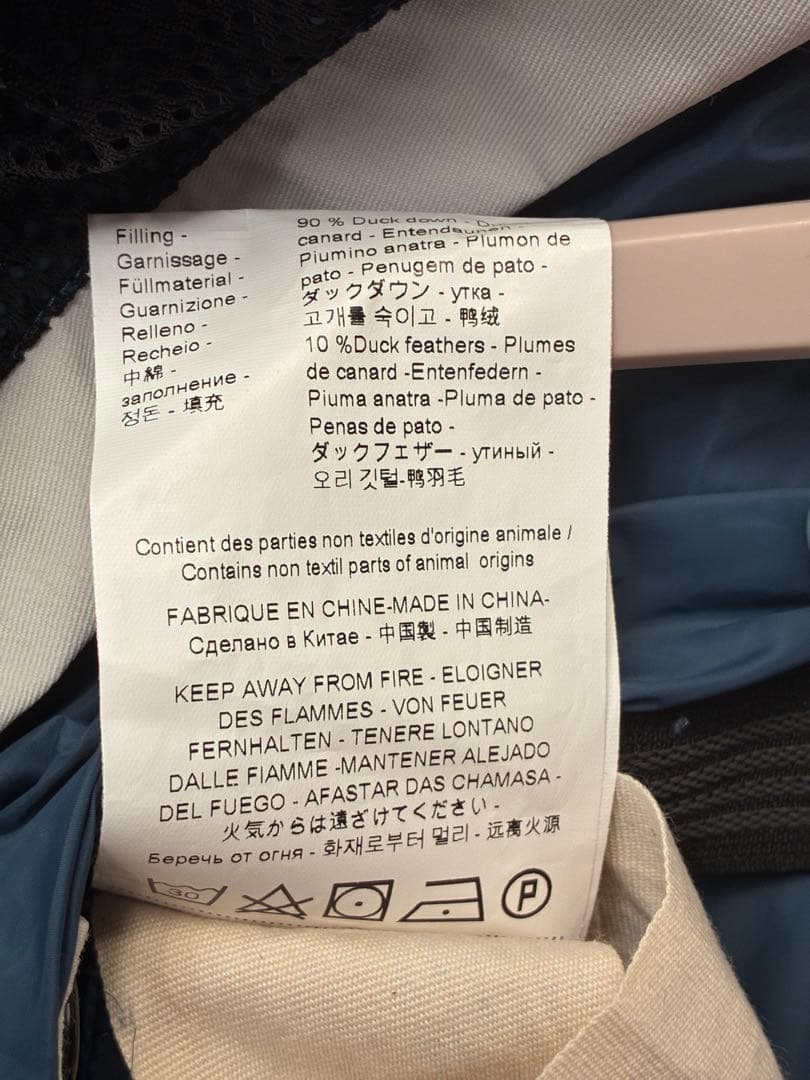 Filling -
Garnissage -
Füllmaterial -
Guarnizione -
Relleno -
Recheio -
中綿 -
заполнение -
정돈 - 填充
90 % Duck down -
canard - Entendaunen -
Piumino anatra - Plumon de
pato - Penugem de pato -
ダックダウン - утка -
고개를 숙이고 - 鸭绒
10 %Duck feathers - Plumes
de canard -Entenfedern -
Piuma anatra -Pluma de pato -
Penas de pato -
ダックフェザー - утиный -
오리 깃털-鸭羽毛
Contient des parties non textiles d'origine animale /
Contains non textil parts of animal origins
FABRIQUE EN CHINE-MADE IN CHINA-
Сделано в Китае - 中国製 - 中国制造
KEEP AWAY FROM FIRE - ELOIGNER
DES FLAMMES - VON FEUER
FERNHALTEN - TENERE LONTANO
DALLE FIAMME -MANTENER ALEJADO
DEL FUEGO - AFASTAR DAS CHAMASA -
火気からは遠ざけてください -
Беречь от огня - 화재로부터 멀리 - 远离火源
30
P